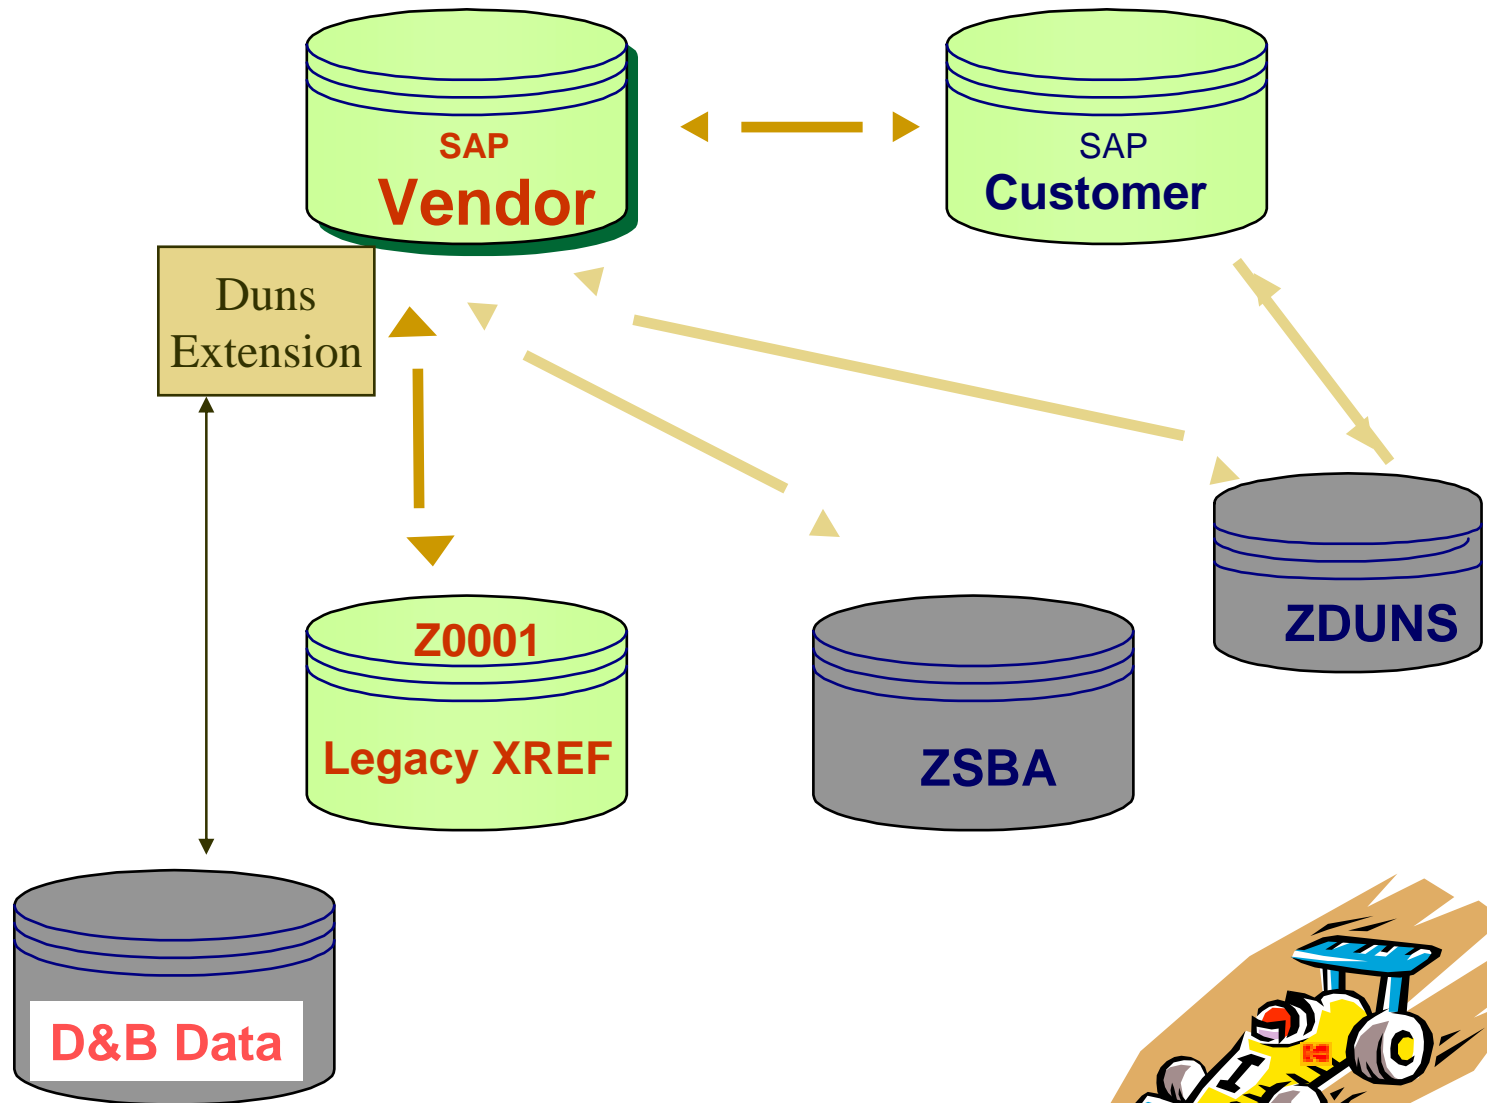 SAP
Vendor
SAP
Customer
Duns
Extension
Z0001
Legacy XREF
ZSBA
ZDUNS
D&B Data